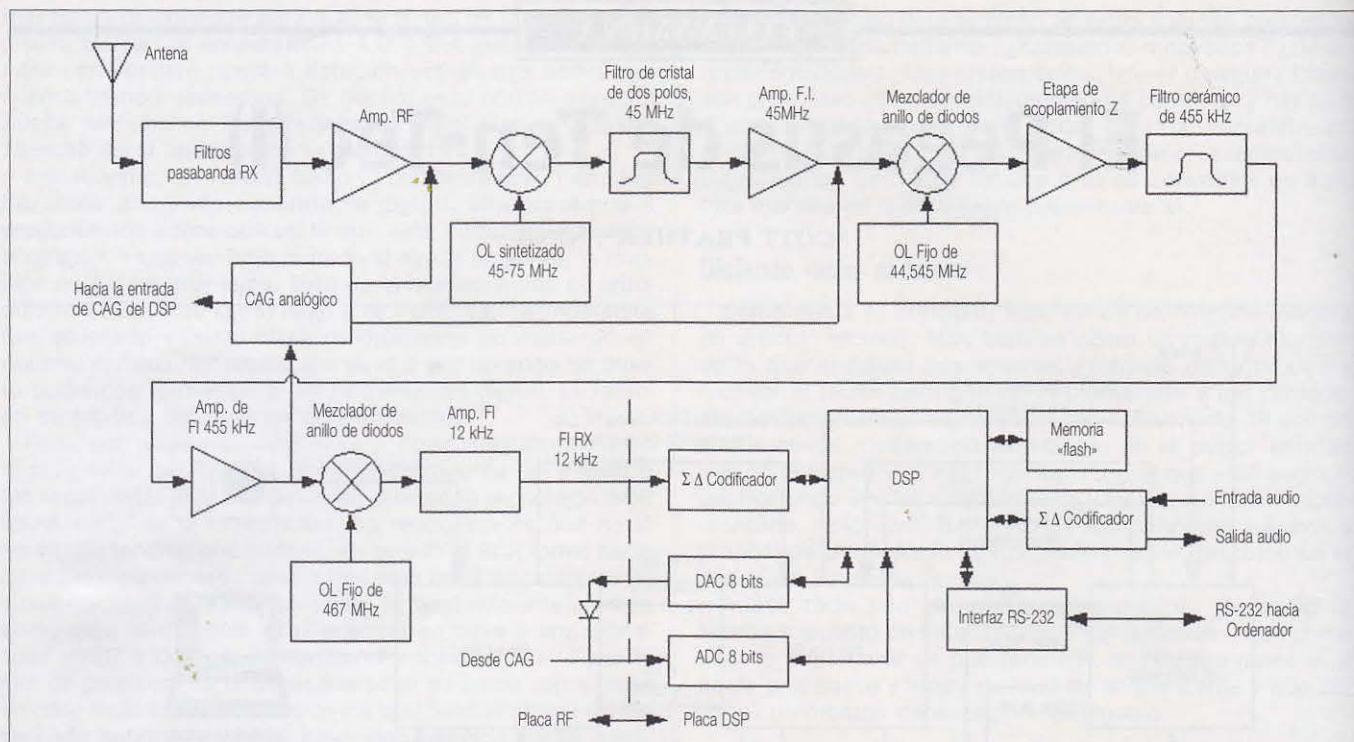 Antena
Filtros
pasabanda RX
Amp. RF
Filtro de cristal
de dos polos,
45 MHz
Amp. F.I.
45MHz
Mezclador de
anillo de diodos
Etapa de
acoplamiento Z
Filtro cerámico
de 455 kHz
OL sintetizado
45-75 MHz
OL Fijo de
44,545 MHz
Hacia la entrada
de CAG del DSP
CAG analógico
Amp. de
FI 455 kHz
Mezclador de
anillo de diodos
Amp. FI
12 kHz
FI RX
12 kHz
Σ Δ Codificador
DSP
Memoria
«flash»
Σ Δ Codificador
Entrada audio
Salida audio
OL Fijo de
467 MHz
DAC 8 bits
Interfaz RS-232
RS-232 hacia
Ordenador
Desde CAG
ADC 8 bits
Placa RF
Placa DSP